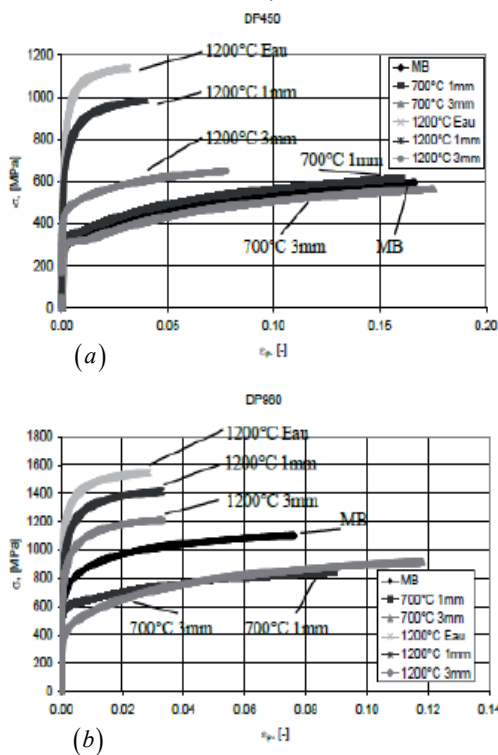 DP450
1200
1000
800
600
400
200
0
0.00
0.05
0.10
0.15
0.20
σ, [MPa]
εp, [-]
1200°C Eau
1200°C 1mm
1200°C 3mm
700°C 1mm
700°C 3mm
MB
MB
700°C 1mm
700°C 3mm
1200°C Eau
1200°C 1mm
1200°C 3mm
(a)
DP980
1800
1600
1400
1200
1000
800
600
400
200
0
0.00
0.02
0.04
0.06
0.08
0.10
0.12
0.14
σ, [MPa]
εp, [-]
1200°C Eau
1200°C 1mm
1200°C 3mm
MB
700°C 3mm
700°C 1mm
MB
700°C 1mm
700°C 3mm
1200°C Eau
1200°C 1mm
1200°C 3mm
(b)